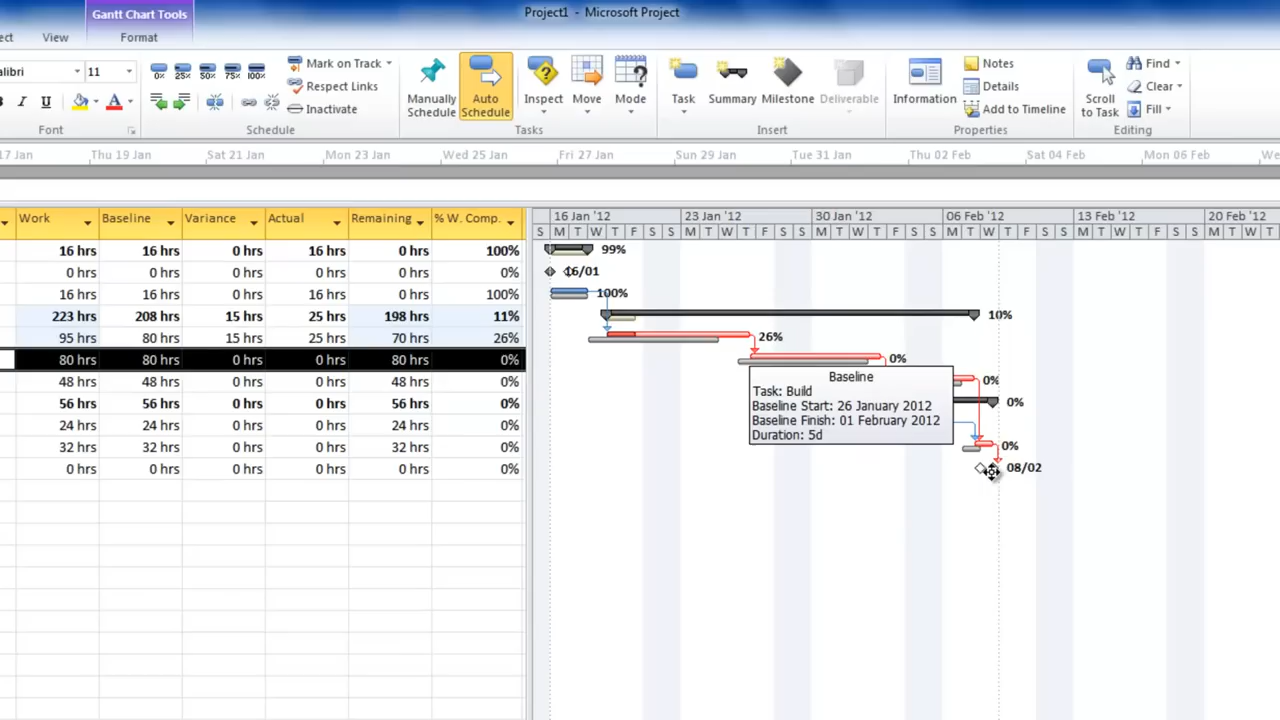 Gantt Chart Tools
Project1 - Microsoft Project
ect View Format
alibri 11
0% 25% 50% 75% 100%
Mark on Track
Respect Links
Inactivate
B I U A
Manually Schedule
Auto Schedule
Inspect
Move
Mode
Task
Summary
Milestone
Deliverable
Information
Notes
Details
Add to Timeline
Scroll to Task
Find
Clear
Fill
Font Schedule Tasks Insert Properties Editing
17 Jan Thu 19 Jan Sat 21 Jan Mon 23 Jan Wed 25 Jan Fri 27 Jan Sun 29 Jan Tue 31 Jan Thu 02 Feb Sat 04 Feb Mon 06 Feb We
Work Baseline Variance Actual Remaining % W. Comp.
16 Jan '12 23 Jan '12 30 Jan '12 06 Feb '12 13 Feb '12 20 Feb '12
S M T W T F S S M T W T F S S M T W T F S S M T W T F S S M T W T F S S M T W T
16 hrs 16 hrs 0 hrs 16 hrs 0 hrs 100% 99%
0 hrs 0 hrs 0 hrs 0 hrs 0 hrs 0% 16/01
16 hrs 16 hrs 0 hrs 16 hrs 0 hrs 100% 100%
223 hrs 208 hrs 15 hrs 25 hrs 198 hrs 11% 10%
95 hrs 80 hrs 15 hrs 25 hrs 70 hrs 26% 26%
80 hrs 80 hrs 0 hrs 0 hrs 80 hrs 0% 0%
48 hrs 48 hrs 0 hrs 0 hrs 48 hrs 0% 0%
56 hrs 56 hrs 0 hrs 0 hrs 56 hrs 0% 0%
24 hrs 24 hrs 0 hrs 0 hrs 24 hrs 0%
32 hrs 32 hrs 0 hrs 0 hrs 32 hrs 0% 0%
0 hrs 0 hrs 0 hrs 0 hrs 0 hrs 0% 08/02
Baseline
Task: Build
Baseline Start: 26 January 2012
Baseline Finish: 01 February 2012
Duration: 5d